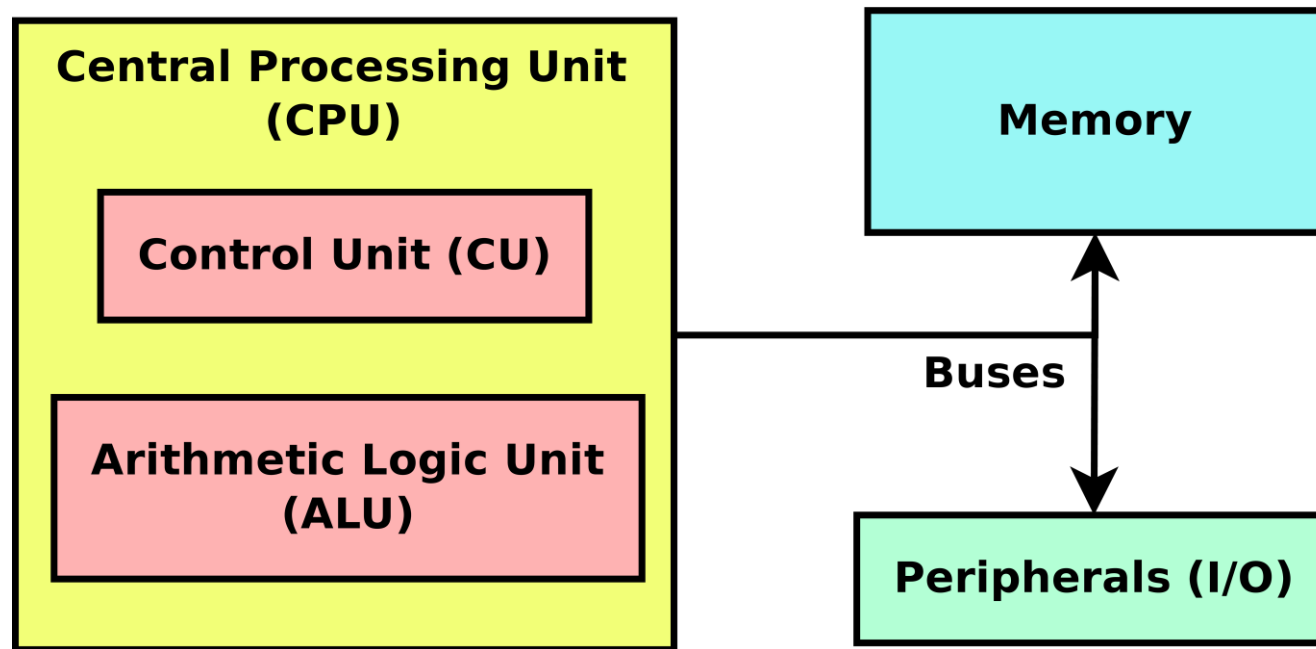 Central Processing Unit
(CPU)
Control Unit (CU)
Arithmetic Logic Unit
(ALU)
Memory
Buses
Peripherals (I/O)